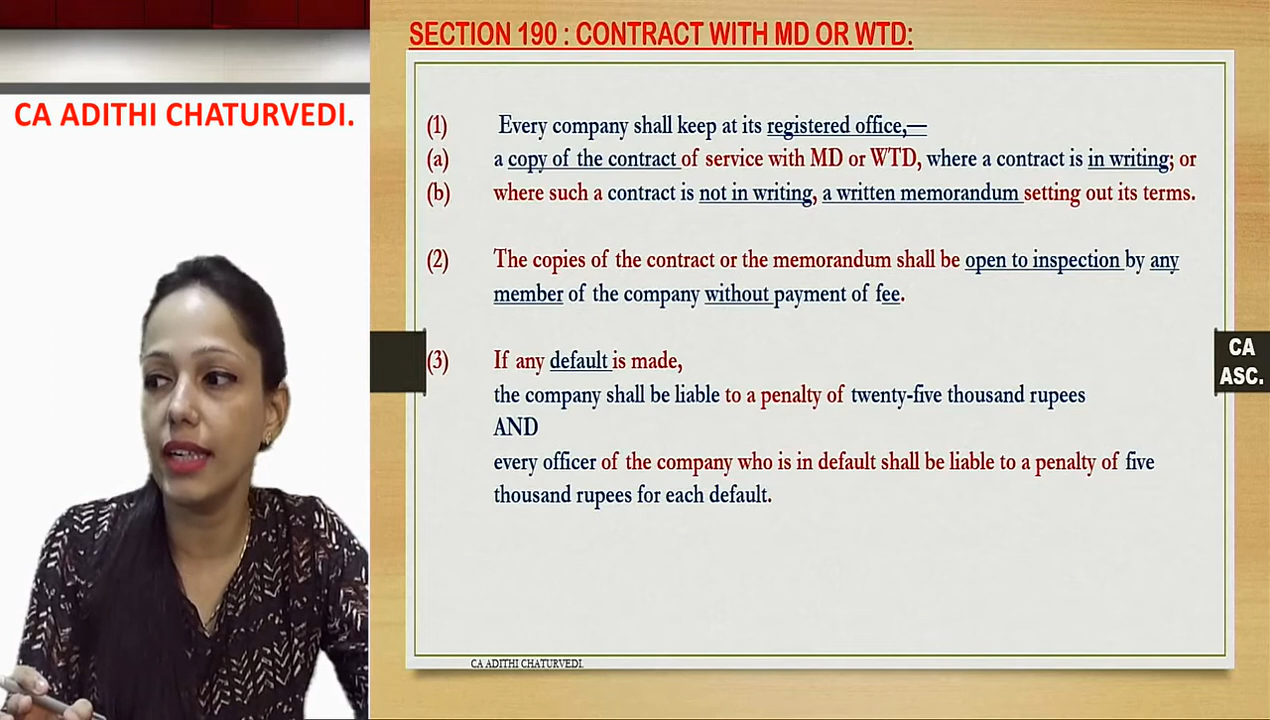 SECTION 190 : CONTRACT WITH MD OR WTD:
CA ADITHI CHATURVEDI.
(1) Every company shall keep at its registered office,—
(a) a copy of the contract of service with MD or WTD, where a contract is in writing; or
(b) where such a contract is not in writing, a written memorandum setting out its terms.
(2) The copies of the contract or the memorandum shall be open to inspection by any
member of the company without payment of fee.
(3) If any default is made,
the company shall be liable to a penalty of twenty-five thousand rupees
AND
every officer of the company who is in default shall be liable to a penalty of five
thousand rupees for each default.
CA
ASC.
CA ADITHI CHATURVEDI.